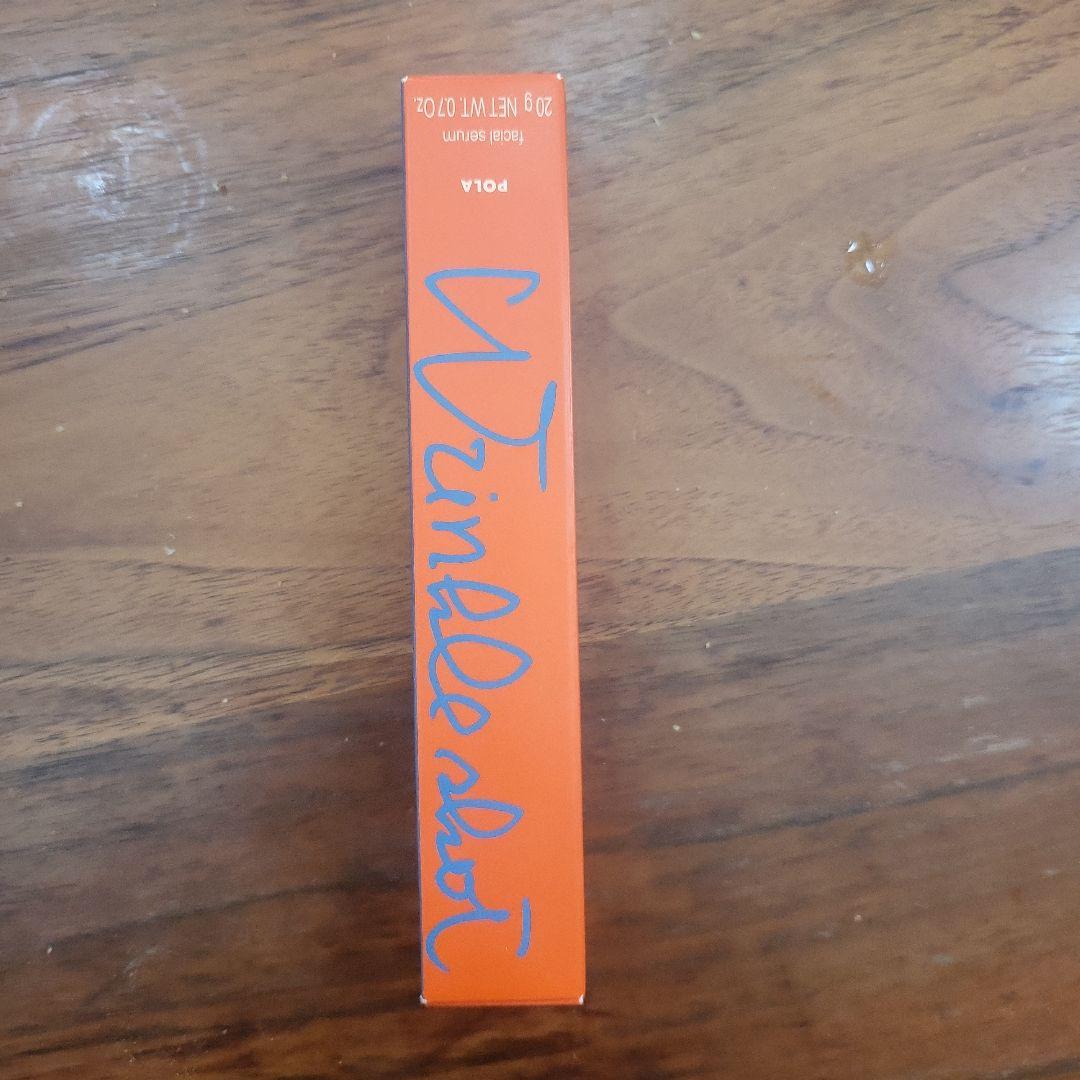 Wrinkle shot
POLA
facial serum
20 g NET WT. 0.7 Oz.